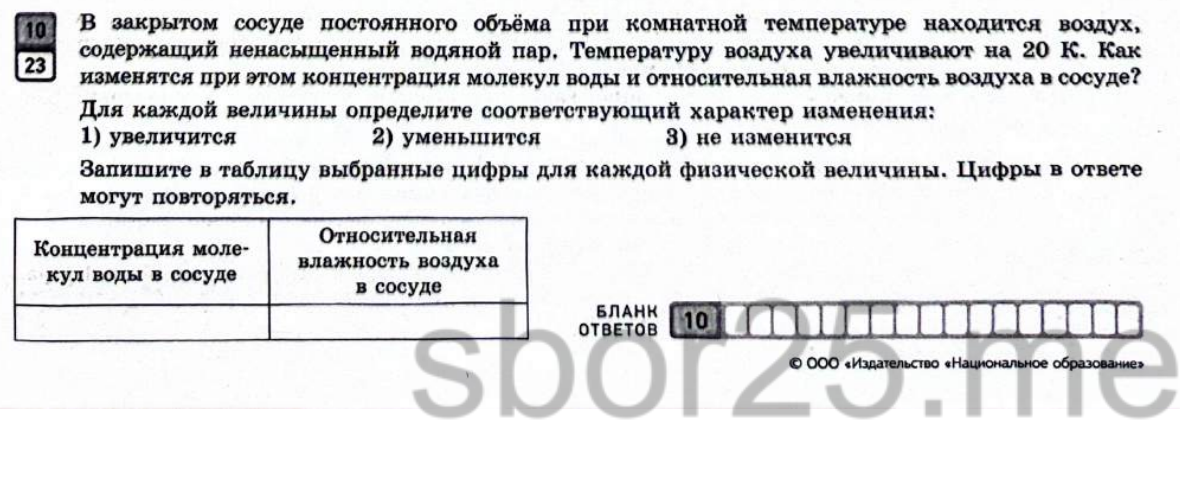 10
23
В закрытом сосуде постоянного объёма при комнатной температуре находится воздух,
содержащий ненасыщенный водяной пар. Температуру воздуха увеличивают на 20 К. Как
изменятся при этом концентрация молекул воды и относительная влажность воздуха в сосуде?
Для каждой величины определите соответствующий характер изменения:
1) увеличится 2) уменьшится 3) не изменится
Запишите в таблицу выбранные цифры для каждой физической величины. Цифры в ответе
могут повторяться.
Концентрация моле-
кул воды в сосуде
Относительная
влажность воздуха
в сосуде
БЛАНК
ОТВЕТОВ
10
© ООО «Издательство «Национальное образование»
sbor25.me